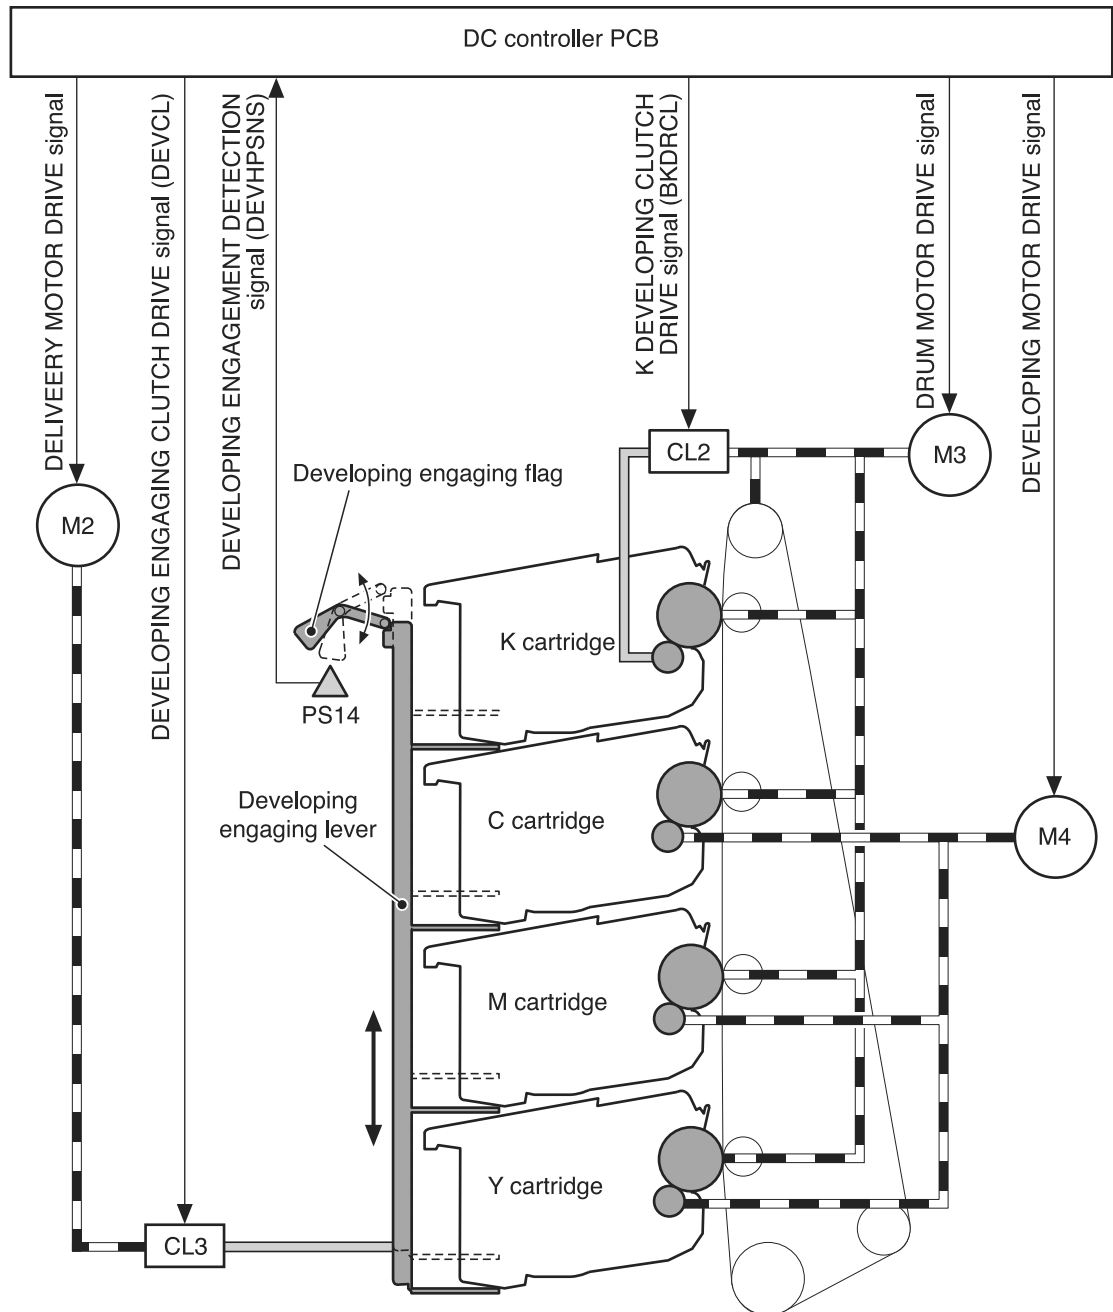 DC controller PCB
DELIVEERY MOTOR DRIVE signal
DEVELOPING ENGAGING CLUTCH DRIVE signal (DEVCL)
DEVELOPING ENGAGEMENT DETECTION
signal (DEVHPSNS)
K DEVELOPING CLUTCH
DRIVE signal (BKDRCL)
DRUM MOTOR DRIVE signal
DEVELOPING MOTOR DRIVE signal
CL2
M3
Developing engaging flag
M2
K cartridge
PS14
Developing
engaging lever
C cartridge
M4
M cartridge
Y cartridge
CL3